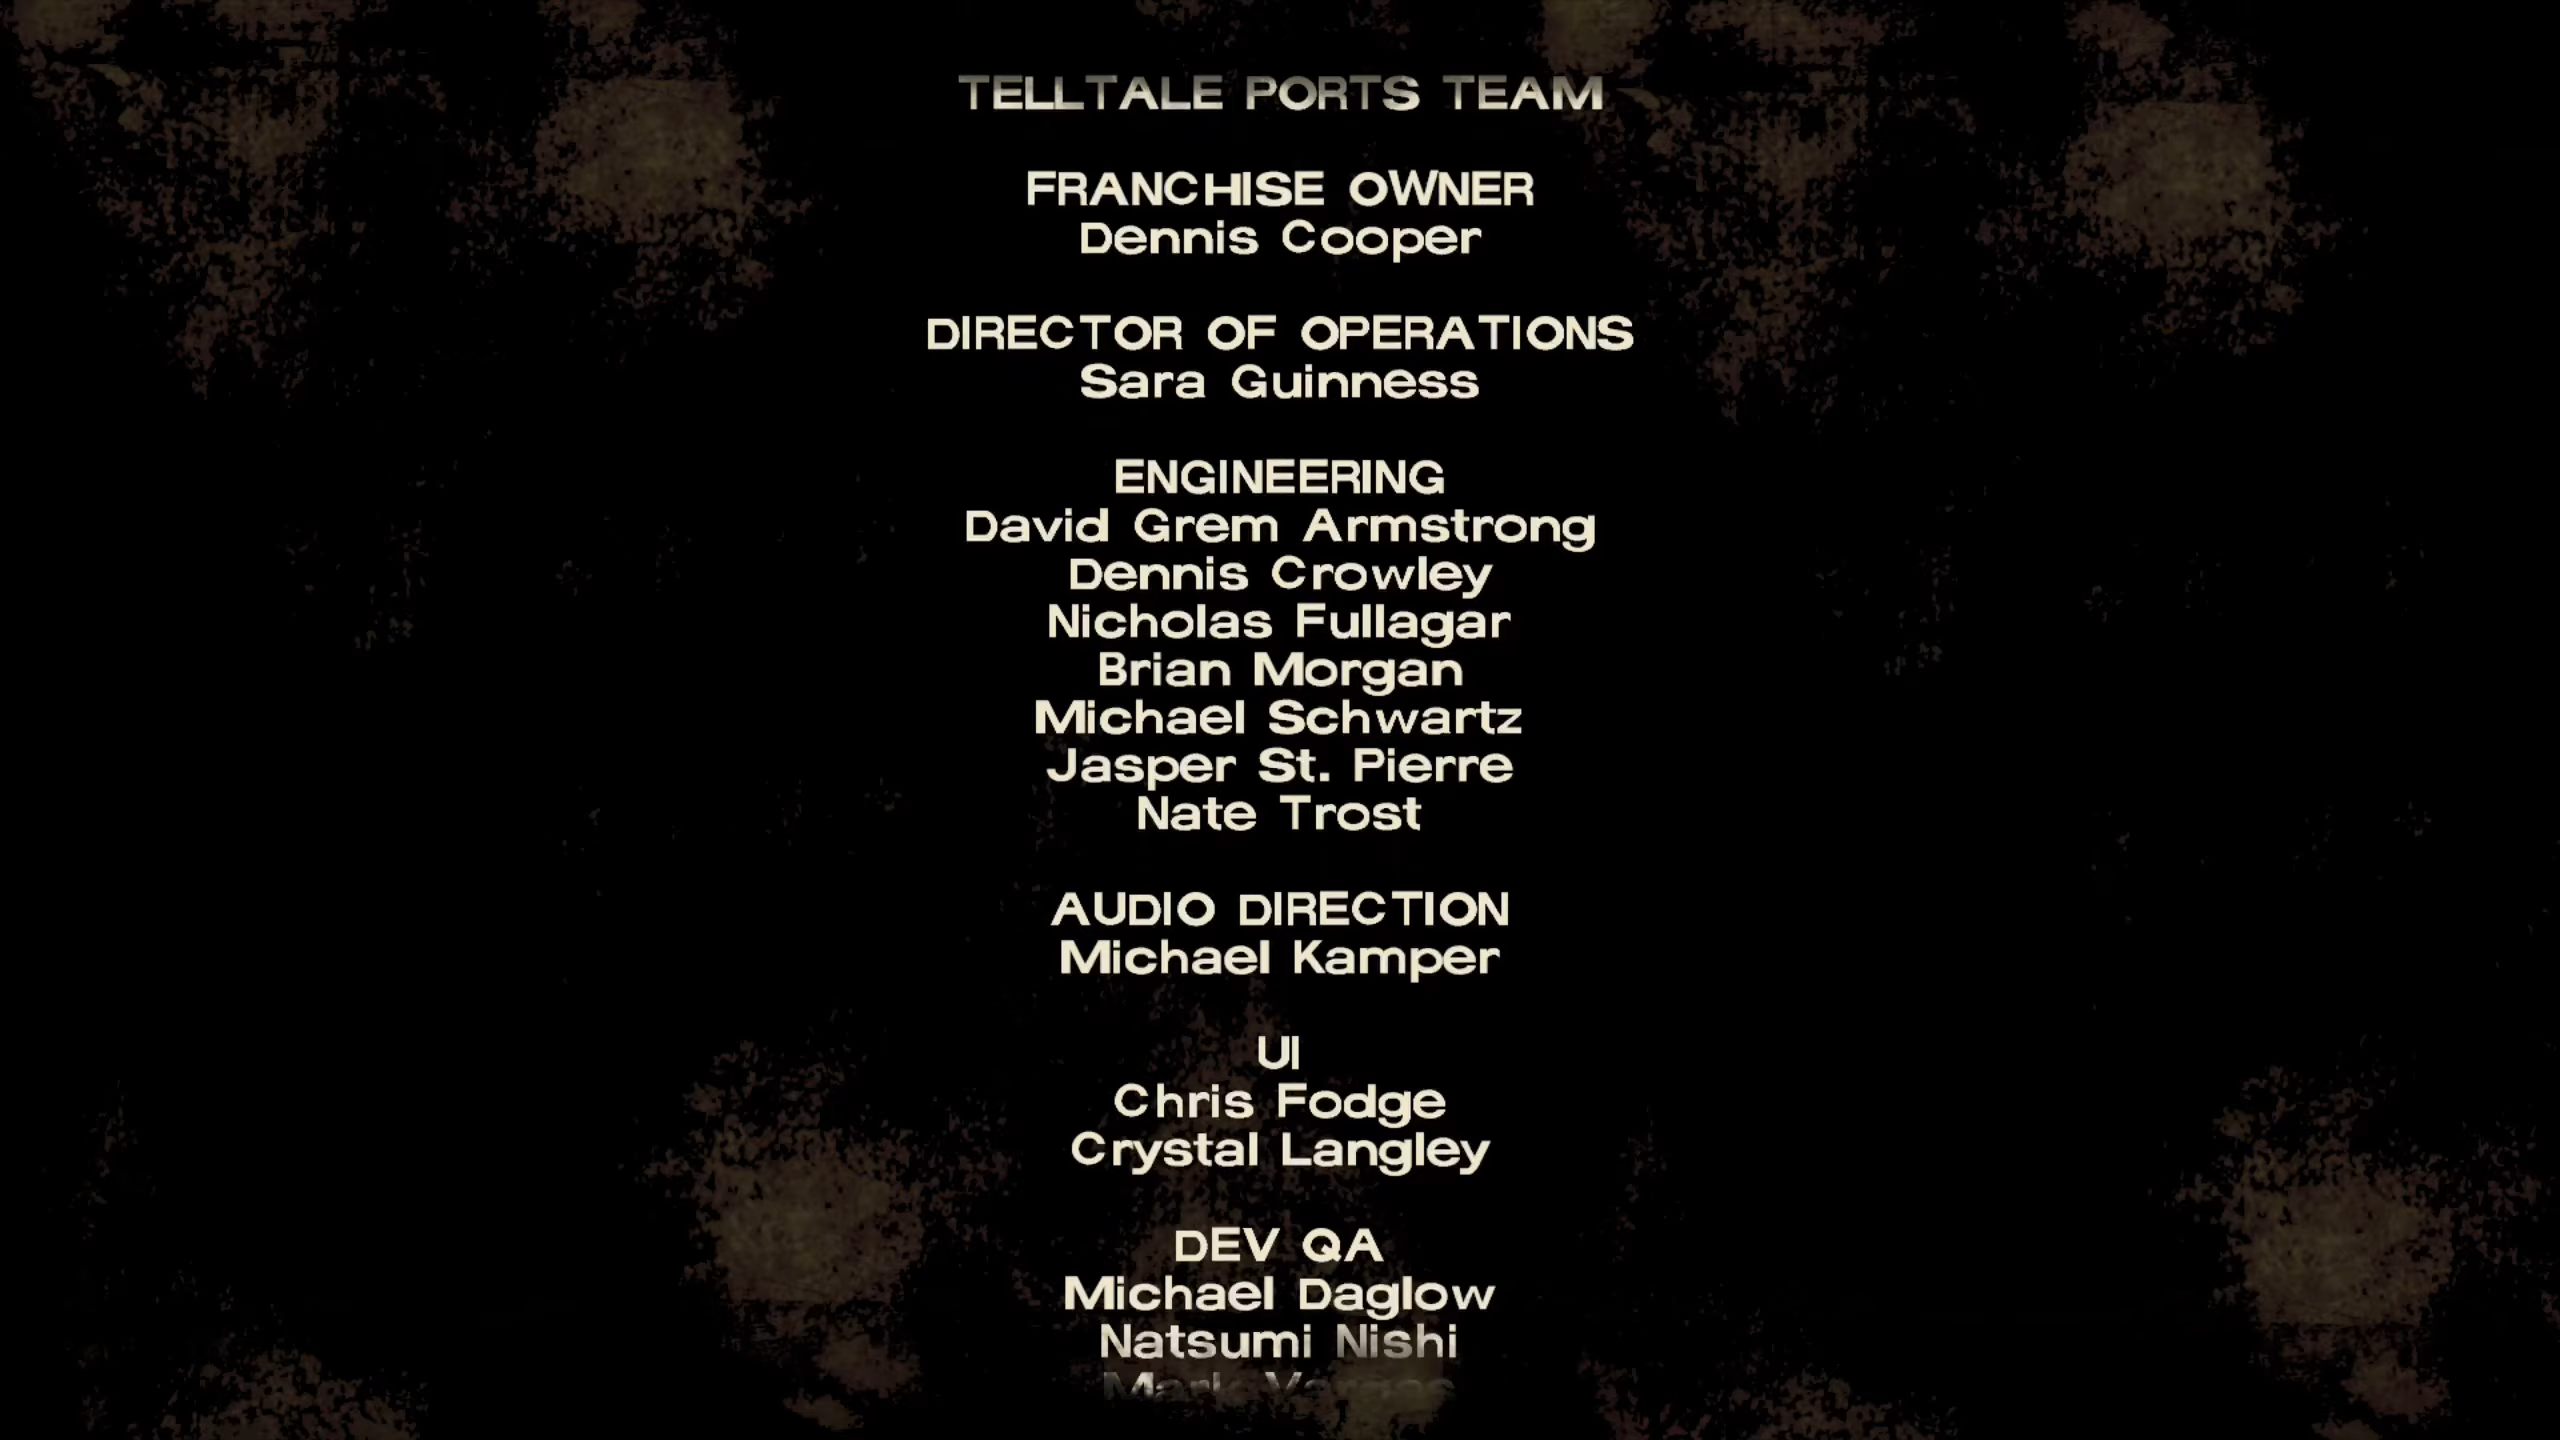 TELLTALE PORTS TEAM
FRANCHISE OWNER
Dennis Cooper
DIRECTOR OF OPERATIONS
Sara Guinness
ENGINEERING
David Grem Armstrong
Dennis Crowley
Nicholas Fullagar
Brian Morgan
Michael Schwartz
Jasper St. Pierre
Nate Trost
AUDIO DIRECTION
Michael Kamper
UI
Chris Fodge
Crystal Langley
DEV QA
Michael Daglow
Natsumi Nishi